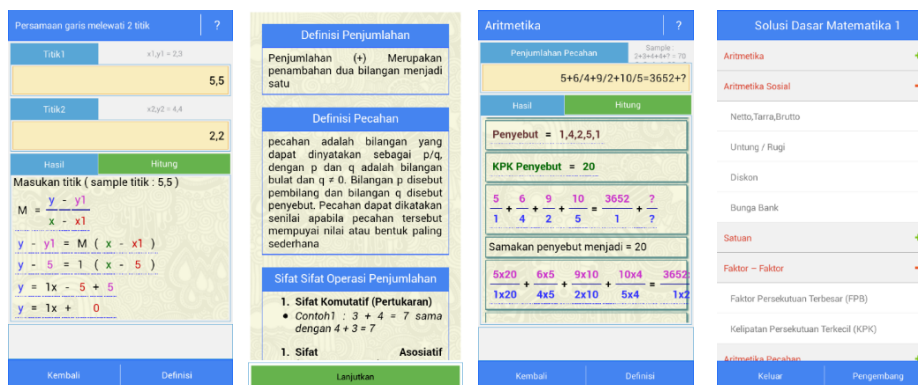 Persamaan garis melewati 2 titik ?
Titik1 x1,y1 = 2,3
5,5
Titik2 x2,y2 = 4,4
2,2
Hasil Hitung
Masukan titik ( sample titik : 5,5 )
y - y1
M =
x - x1
y - y1 = M ( x - x1 )
y - 5 = 1 ( x - 5 )
y = 1x - 5 + 5
y = 1x + 0
Kembali Definisi
Definisi Penjumlahan
Penjumlahan (+) Merupakan
penambahan dua bilangan menjadi
satu
Definisi Pecahan
pecahan adalah bilangan yang
dapat dinyatakan sebagai p/q,
dengan p dan q adalah bilangan
bulat dan q ≠ 0. Bilangan p disebut
pembilang dan bilangan q disebut
penyebut. Pecahan dapat dikatakan
senilai apabila pecahan tersebut
mempuyai nilai atau bentuk paling
sederhana
Sifat Sifat Operasi Penjumlahan
1. Sifat Komutatif (Pertukaran)
• Contoh1 : 3 + 4 = 7 sama
dengan 4 + 3 = 7
1. Sifat Asosiatif
Lanjutkan
Aritmetika ?
Penjumlahan Pecahan Sample :
5+6/4+9/2+10/5=3652+?
Hasil Hitung
Penyebut = 1,4,2,5,1
KPK Penyebut = 20
5 6 9 10 3652 ?
+ + + = +
1 4 2 5 1 ?
Samakan penyebut menjadi = 20
5x20 6x5 9x10 10x4 3652
+ + + =
1x20 4x5 2x10 5x4 1x2
Kembali Definisi
Solusi Dasar Matematika 1
Aritmetika +
Aritmetika Sosial -
Netto,Tarra,Brutto
Untung / Rugi
Diskon
Bunga Bank
Satuan +
Faktor – Faktor -
Faktor Persekutuan Terbesar (FPB)
Kelipatan Persekutuan Terkecil (KPK)
Aritmetika Pecahan +
Keluar Pengembang